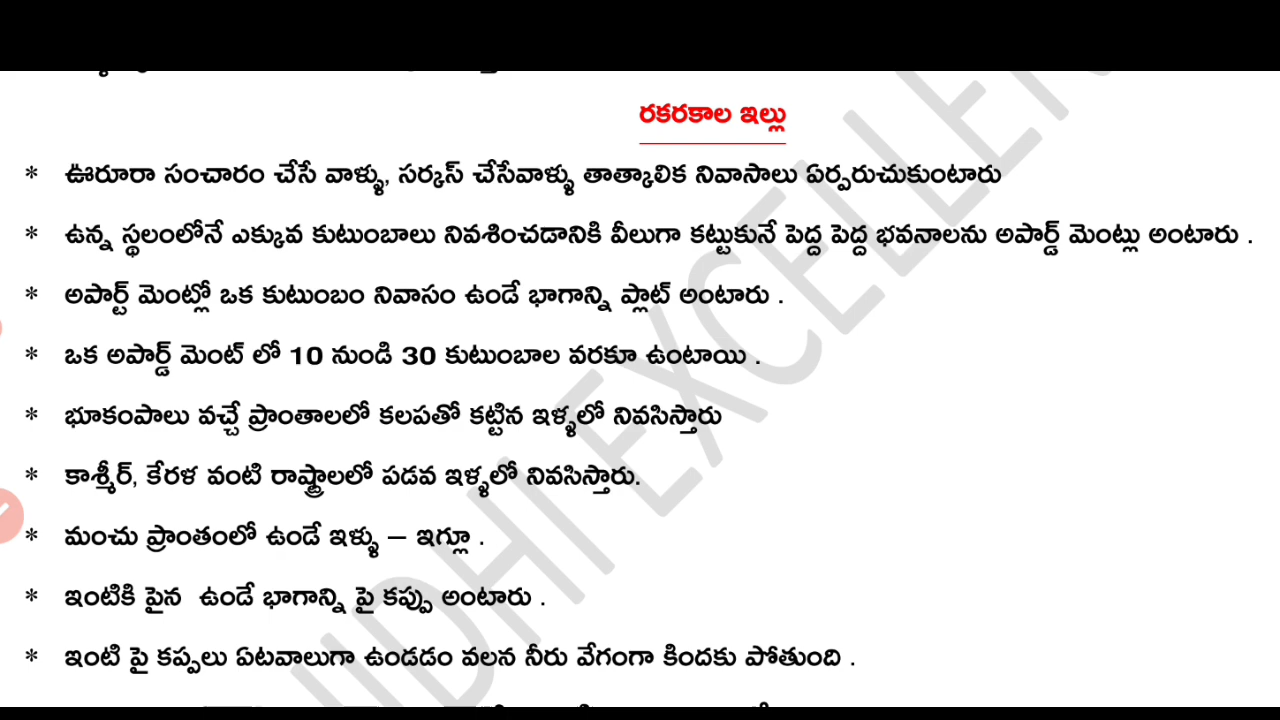 రకరకాల ఇల్లు
* ఊరూరా సంచారం చేసే వాళ్ళు, సర్కస్ చేసేవాళ్ళు తాత్కాలిక నివాసాలు ఏర్పరుచుకుంటారు
* ఉన్న స్థలంలోనే ఎక్కువ కుటుంబాలు నివశించడానికి వీలుగా కట్టుకునే పెద్ద పెద్ద భవనాలను అపార్డ్ మెంట్లు అంటారు .
* అపార్ట్ మెంట్లో ఒక కుటుంబం నివాసం ఉండే భాగాన్ని ప్లాట్ అంటారు .
* ఒక అపార్డ్ మెంట్ లో 10 నుండి 30 కుటుంబాల వరకూ ఉంటాయి .
* భూకంపాలు వచ్చే ప్రాంతాలలో కలపతో కట్టిన ఇళ్ళలో నివసిస్తారు
* కాశ్మీర్, కేరళ వంటి రాష్ట్రాలలో పడవ ఇళ్ళలో నివసిస్తారు.
* మంచు ప్రాంతంలో ఉండే ఇళ్ళు – ఇగ్లూ .
* ఇంటికి పైన ఉండే భాగాన్ని పై కప్పు అంటారు .
* ఇంటి పై కప్పలు ఏటవాలుగా ఉండడం వలన నీరు వేగంగా కిందకు పోతుంది .